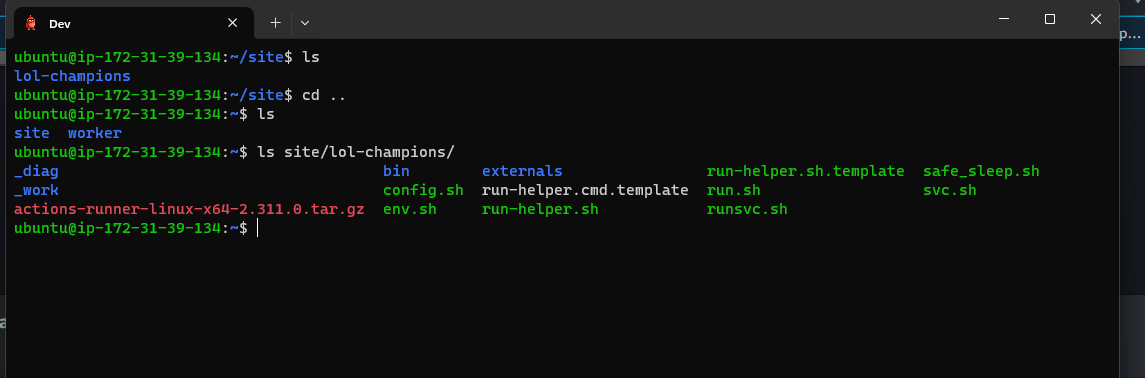 Dev
ubuntu@ip-172-31-39-134:~/site$ ls
lol-champions
ubuntu@ip-172-31-39-134:~/site$ cd ..
ubuntu@ip-172-31-39-134:~$ ls
site  worker
ubuntu@ip-172-31-39-134:~$ ls site/lol-champions/
_diag  bin  externals  run-helper.sh.template  safe_sleep.sh
_work  config.sh  run-helper.cmd.template  run.sh  svc.sh
actions-runner-linux-x64-2.311.0.tar.gz  env.sh  run-helper.sh  runsvc.sh
ubuntu@ip-172-31-39-134:~$